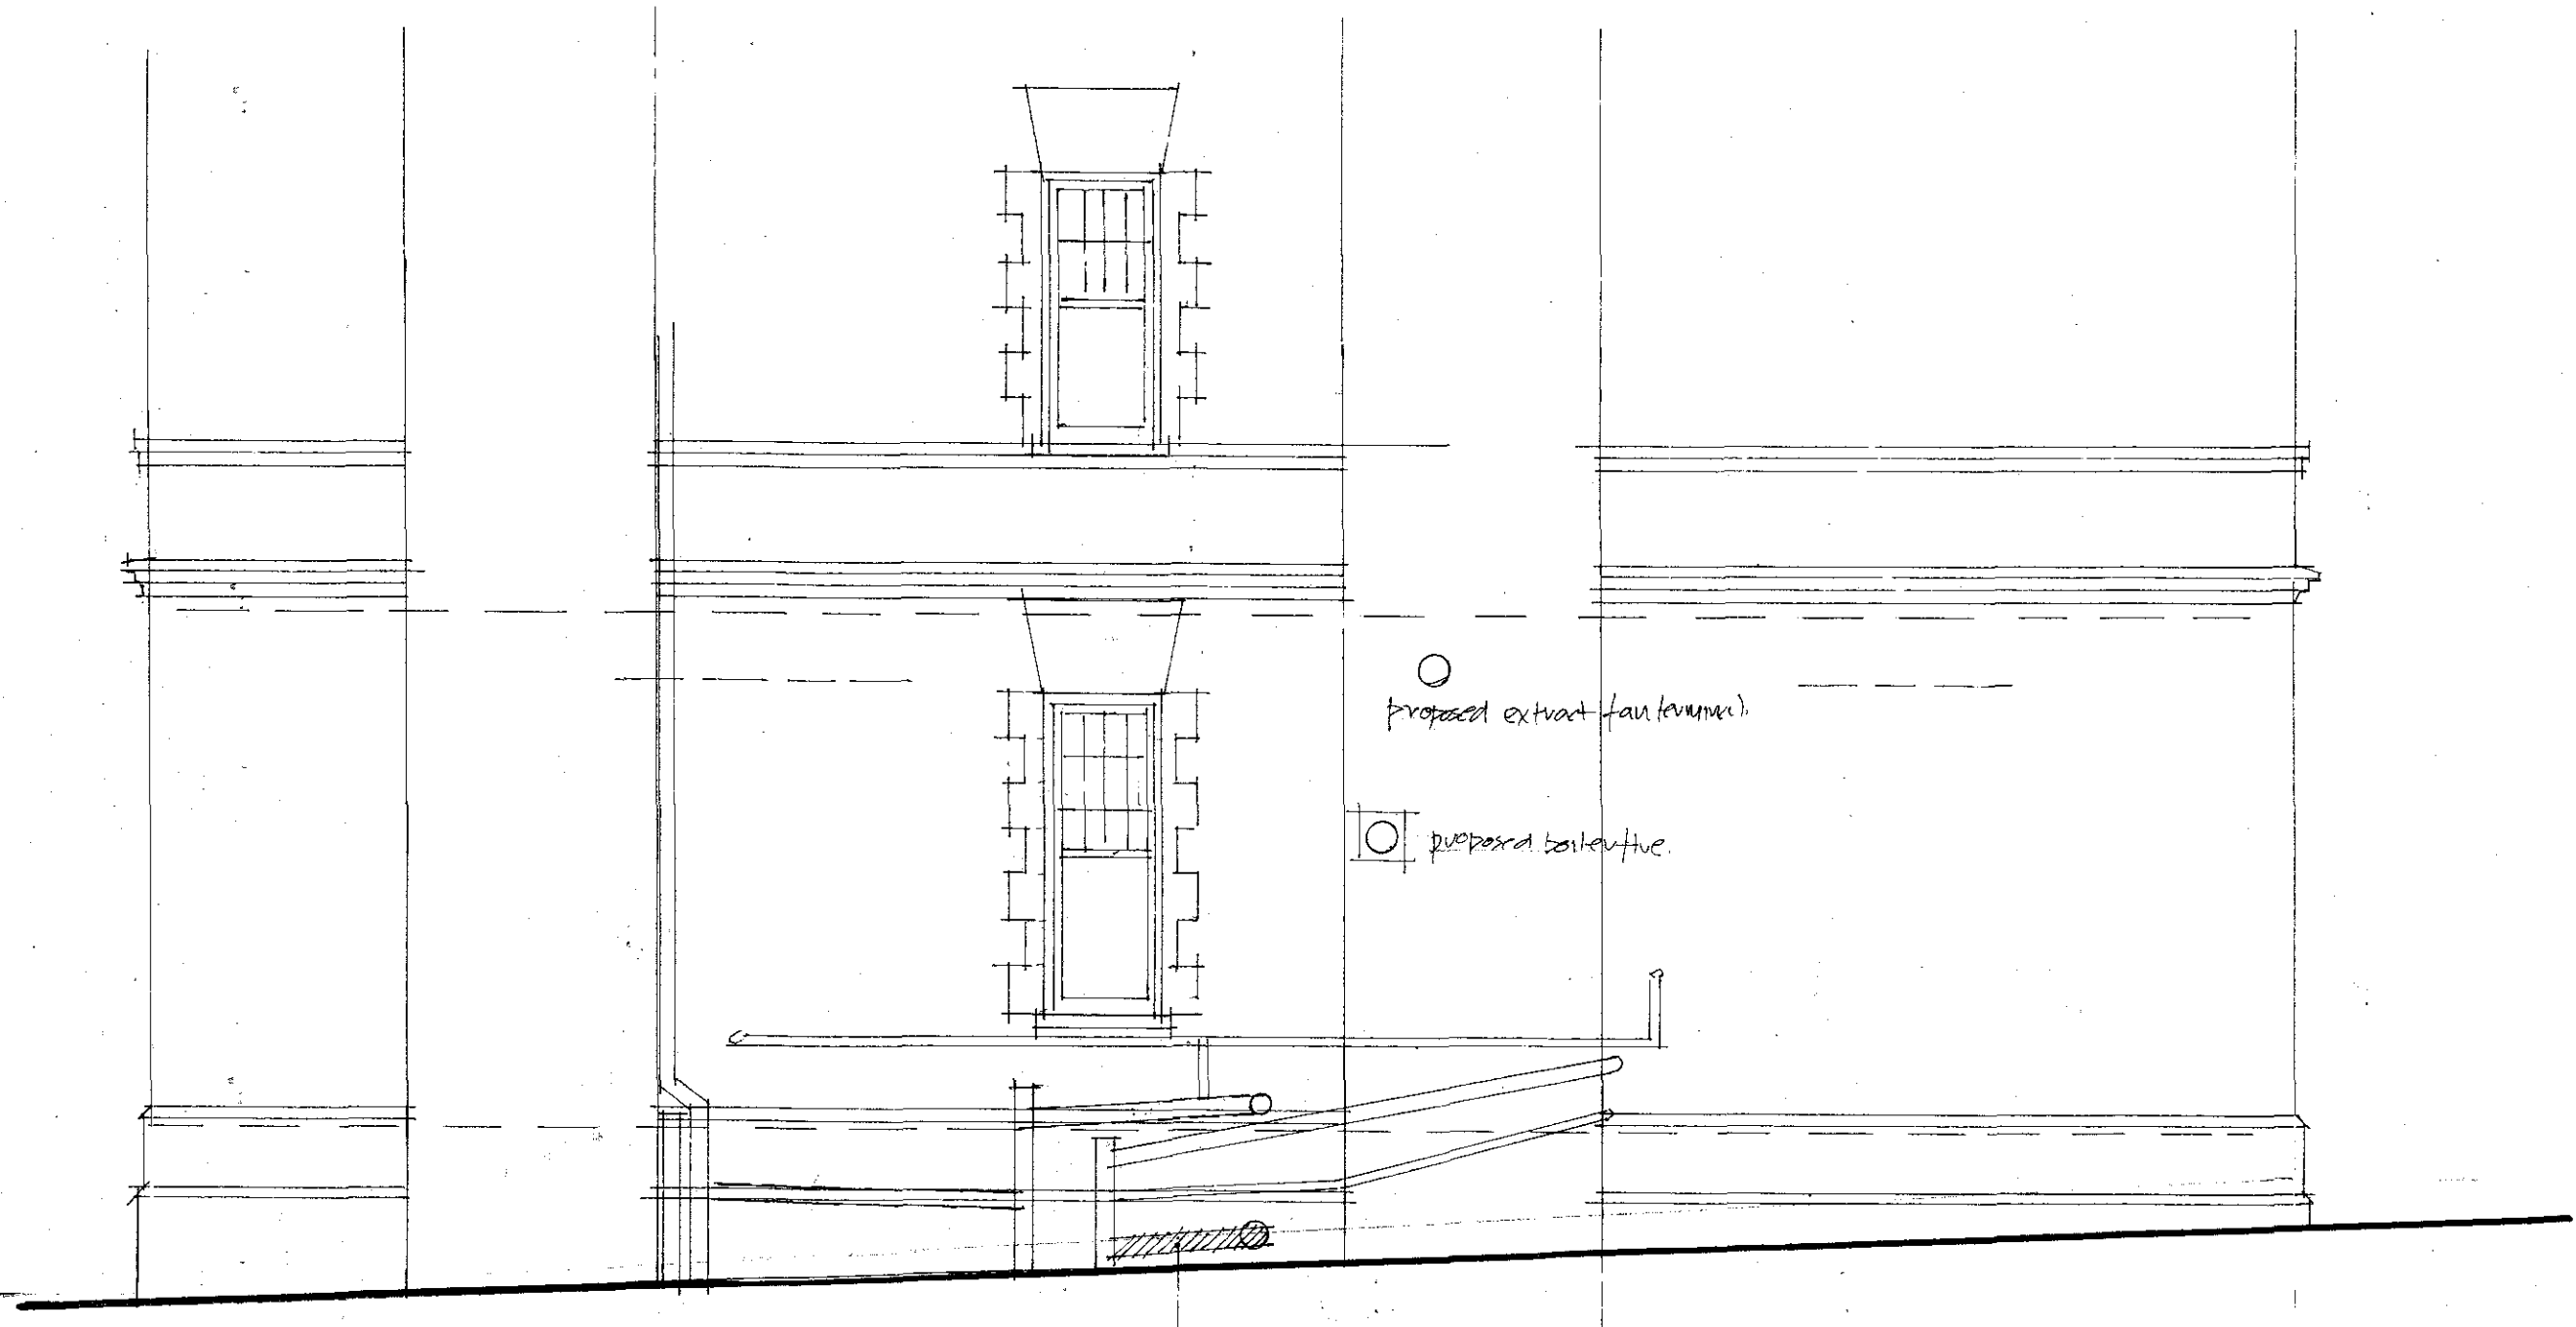 proposed extract fan terminal.
proposed boiler flue.